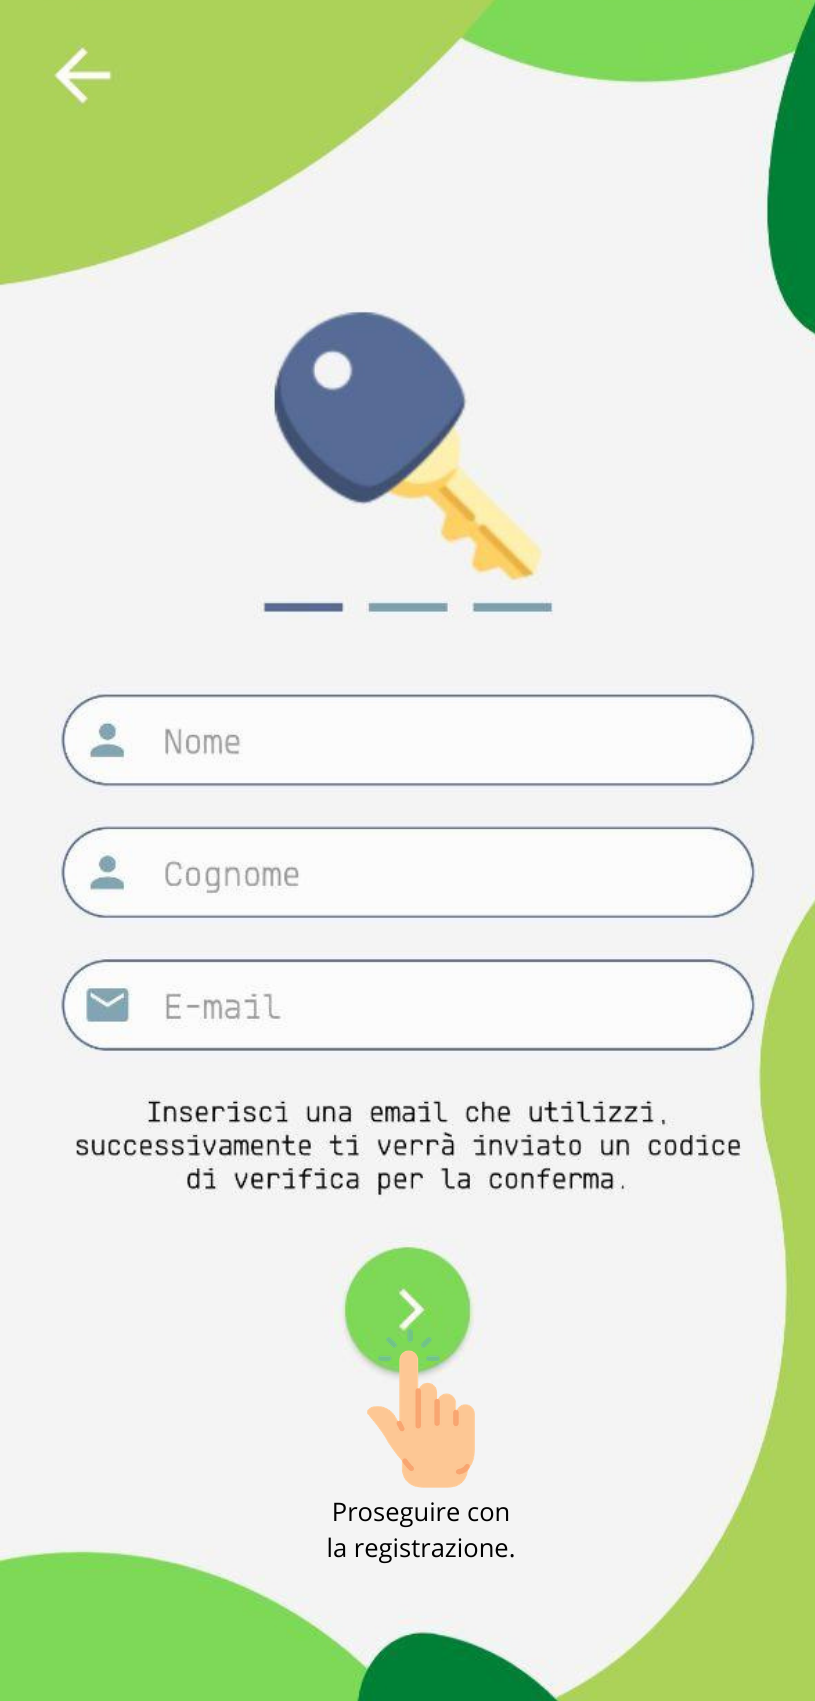 Nome
Cognome
E-mail
Inserisci una email che utilizzi,
successivamente ti verrà inviato un codice
di verifica per la conferma.
Proseguire con
la registrazione.